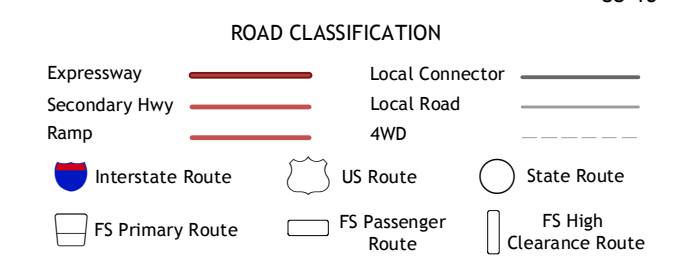 ROAD CLASSIFICATION
Expressway
Secondary Hwy
Ramp
Local Connector
Local Road
4WD
Interstate Route
US Route
State Route
FS Primary Route
FS Passenger
Route
FS High
Clearance Route